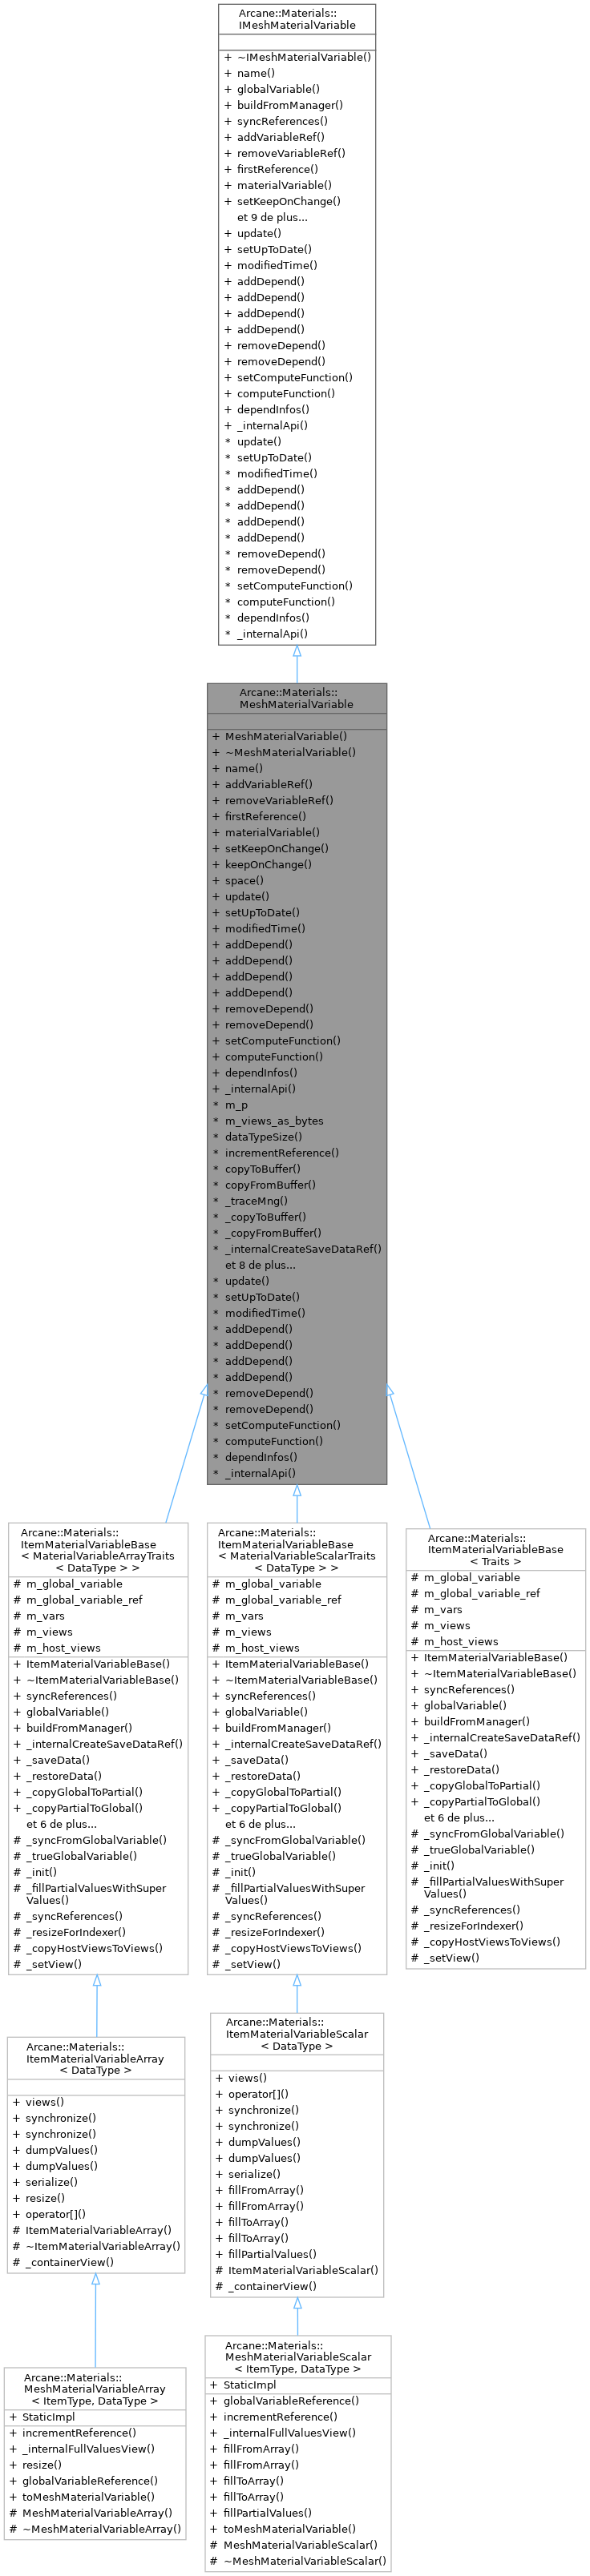 Arcane::Materials::
IMeshMaterialVariable
+ ~IMeshMaterialVariable()
+ name()
+ globalVariable()
+ buildFromManager()
+ syncReferences()
+ addVariableRef()
+ removeVariableRef()
+ firstReference()
+ materialVariable()
+ setKeepOnChange()
et 9 de plus...
+ update()
+ setUpToDate()
+ modifiedTime()
+ addDepend()
+ addDepend()
+ addDepend()
+ addDepend()
+ removeDepend()
+ removeDepend()
+ setComputeFunction()
+ computeFunction()
+ dependInfos()
+ _internalApi()
* update()
* setUpToDate()
* modifiedTime()
* addDepend()
* addDepend()
* addDepend()
* addDepend()
* removeDepend()
* removeDepend()
* setComputeFunction()
* computeFunction()
* dependInfos()
* _internalApi()
Arcane::Materials::
MeshMaterialVariable
+ MeshMaterialVariable()
+ ~MeshMaterialVariable()
+ name()
+ addVariableRef()
+ removeVariableRef()
+ firstReference()
+ materialVariable()
+ setKeepOnChange()
+ keepOnChange()
+ space()
+ update()
+ setUpToDate()
+ modifiedTime()
+ addDepend()
+ addDepend()
+ addDepend()
+ addDepend()
+ removeDepend()
+ removeDepend()
+ setComputeFunction()
+ computeFunction()
+ dependInfos()
+ _internalApi()
* m_p
* m_views_as_bytes
* dataTypeSize()
* incrementReference()
* copyToBuffer()
* copyFromBuffer()
* _traceMng()
* _copyToBuffer()
* _copyFromBuffer()
* _internalCreateSaveDataRef()
et 8 de plus...
* update()
* setUpToDate()
* modifiedTime()
* addDepend()
* addDepend()
* addDepend()
* addDepend()
* removeDepend()
* removeDepend()
* setComputeFunction()
* computeFunction()
* dependInfos()
* _internalApi()
Arcane::Materials::
ItemMaterialVariableBase
< MaterialVariableArrayTraits
< DataType > >
# m_global_variable
# m_global_variable_ref
# m_vars
# m_views
# m_host_views
+ ItemMaterialVariableBase()
+ ~ItemMaterialVariableBase()
+ syncReferences()
+ globalVariable()
+ buildFromManager()
+ _internalCreateSaveDataRef()
+ _saveData()
+ _restoreData()
+ _copyGlobalToPartial()
+ _copyPartialToGlobal()
et 6 de plus...
# _syncFromGlobalVariable()
# _trueGlobalVariable()
# _init()
# _fillPartialValuesWithSuper
Values()
# _syncReferences()
# _resizeForIndexer()
# _copyHostViewsToViews()
# _setView()
Arcane::Materials::
ItemMaterialVariableBase
< MaterialVariableScalarTraits
< DataType > >
# m_global_variable
# m_global_variable_ref
# m_vars
# m_views
# m_host_views
+ ItemMaterialVariableBase()
+ ~ItemMaterialVariableBase()
+ syncReferences()
+ globalVariable()
+ buildFromManager()
+ _internalCreateSaveDataRef()
+ _saveData()
+ _restoreData()
+ _copyGlobalToPartial()
+ _copyPartialToGlobal()
et 6 de plus...
# _syncFromGlobalVariable()
# _trueGlobalVariable()
# _init()
# _fillPartialValuesWithSuper
Values()
# _syncReferences()
# _resizeForIndexer()
# _copyHostViewsToViews()
# _setView()
Arcane::Materials::
ItemMaterialVariableBase
< Traits >
# m_global_variable
# m_global_variable_ref
# m_vars
# m_views
# m_host_views
+ ItemMaterialVariableBase()
+ ~ItemMaterialVariableBase()
+ syncReferences()
+ globalVariable()
+ buildFromManager()
+ _internalCreateSaveDataRef()
+ _saveData()
+ _restoreData()
+ _copyGlobalToPartial()
+ _copyPartialToGlobal()
et 6 de plus...
# _syncFromGlobalVariable()
# _trueGlobalVariable()
# _init()
# _fillPartialValuesWithSuper
Values()
# _syncReferences()
# _resizeForIndexer()
# _copyHostViewsToViews()
# _setView()
Arcane::Materials::
ItemMaterialVariableArray
< DataType >
+ views()
+ synchronize()
+ synchronize()
+ dumpValues()
+ dumpValues()
+ serialize()
+ resize()
+ operator[]()
# ItemMaterialVariableArray()
# ~ItemMaterialVariableArray()
# _containerView()
Arcane::Materials::
ItemMaterialVariableScalar
< DataType >
+ views()
+ operator[]()
+ synchronize()
+ synchronize()
+ dumpValues()
+ dumpValues()
+ serialize()
+ fillFromArray()
+ fillFromArray()
+ fillToArray()
+ fillToArray()
+ fillPartialValues()
# ItemMaterialVariableScalar()
# _containerView()
Arcane::Materials::
MeshMaterialVariableArray
< ItemType, DataType >
+ StaticImpl
+ incrementReference()
+ _internalFullValuesView()
+ resize()
+ globalVariableReference()
+ toMeshMaterialVariable()
# MeshMaterialVariableArray()
# ~MeshMaterialVariableArray()
Arcane::Materials::
MeshMaterialVariableScalar
< ItemType, DataType >
+ StaticImpl
+ globalVariableReference()
+ incrementReference()
+ _internalFullValuesView()
+ fillFromArray()
+ fillFromArray()
+ fillToArray()
+ fillToArray()
+ fillPartialValues()
+ toMeshMaterialVariable()
# MeshMaterialVariableScalar()
# ~MeshMaterialVariableScalar()